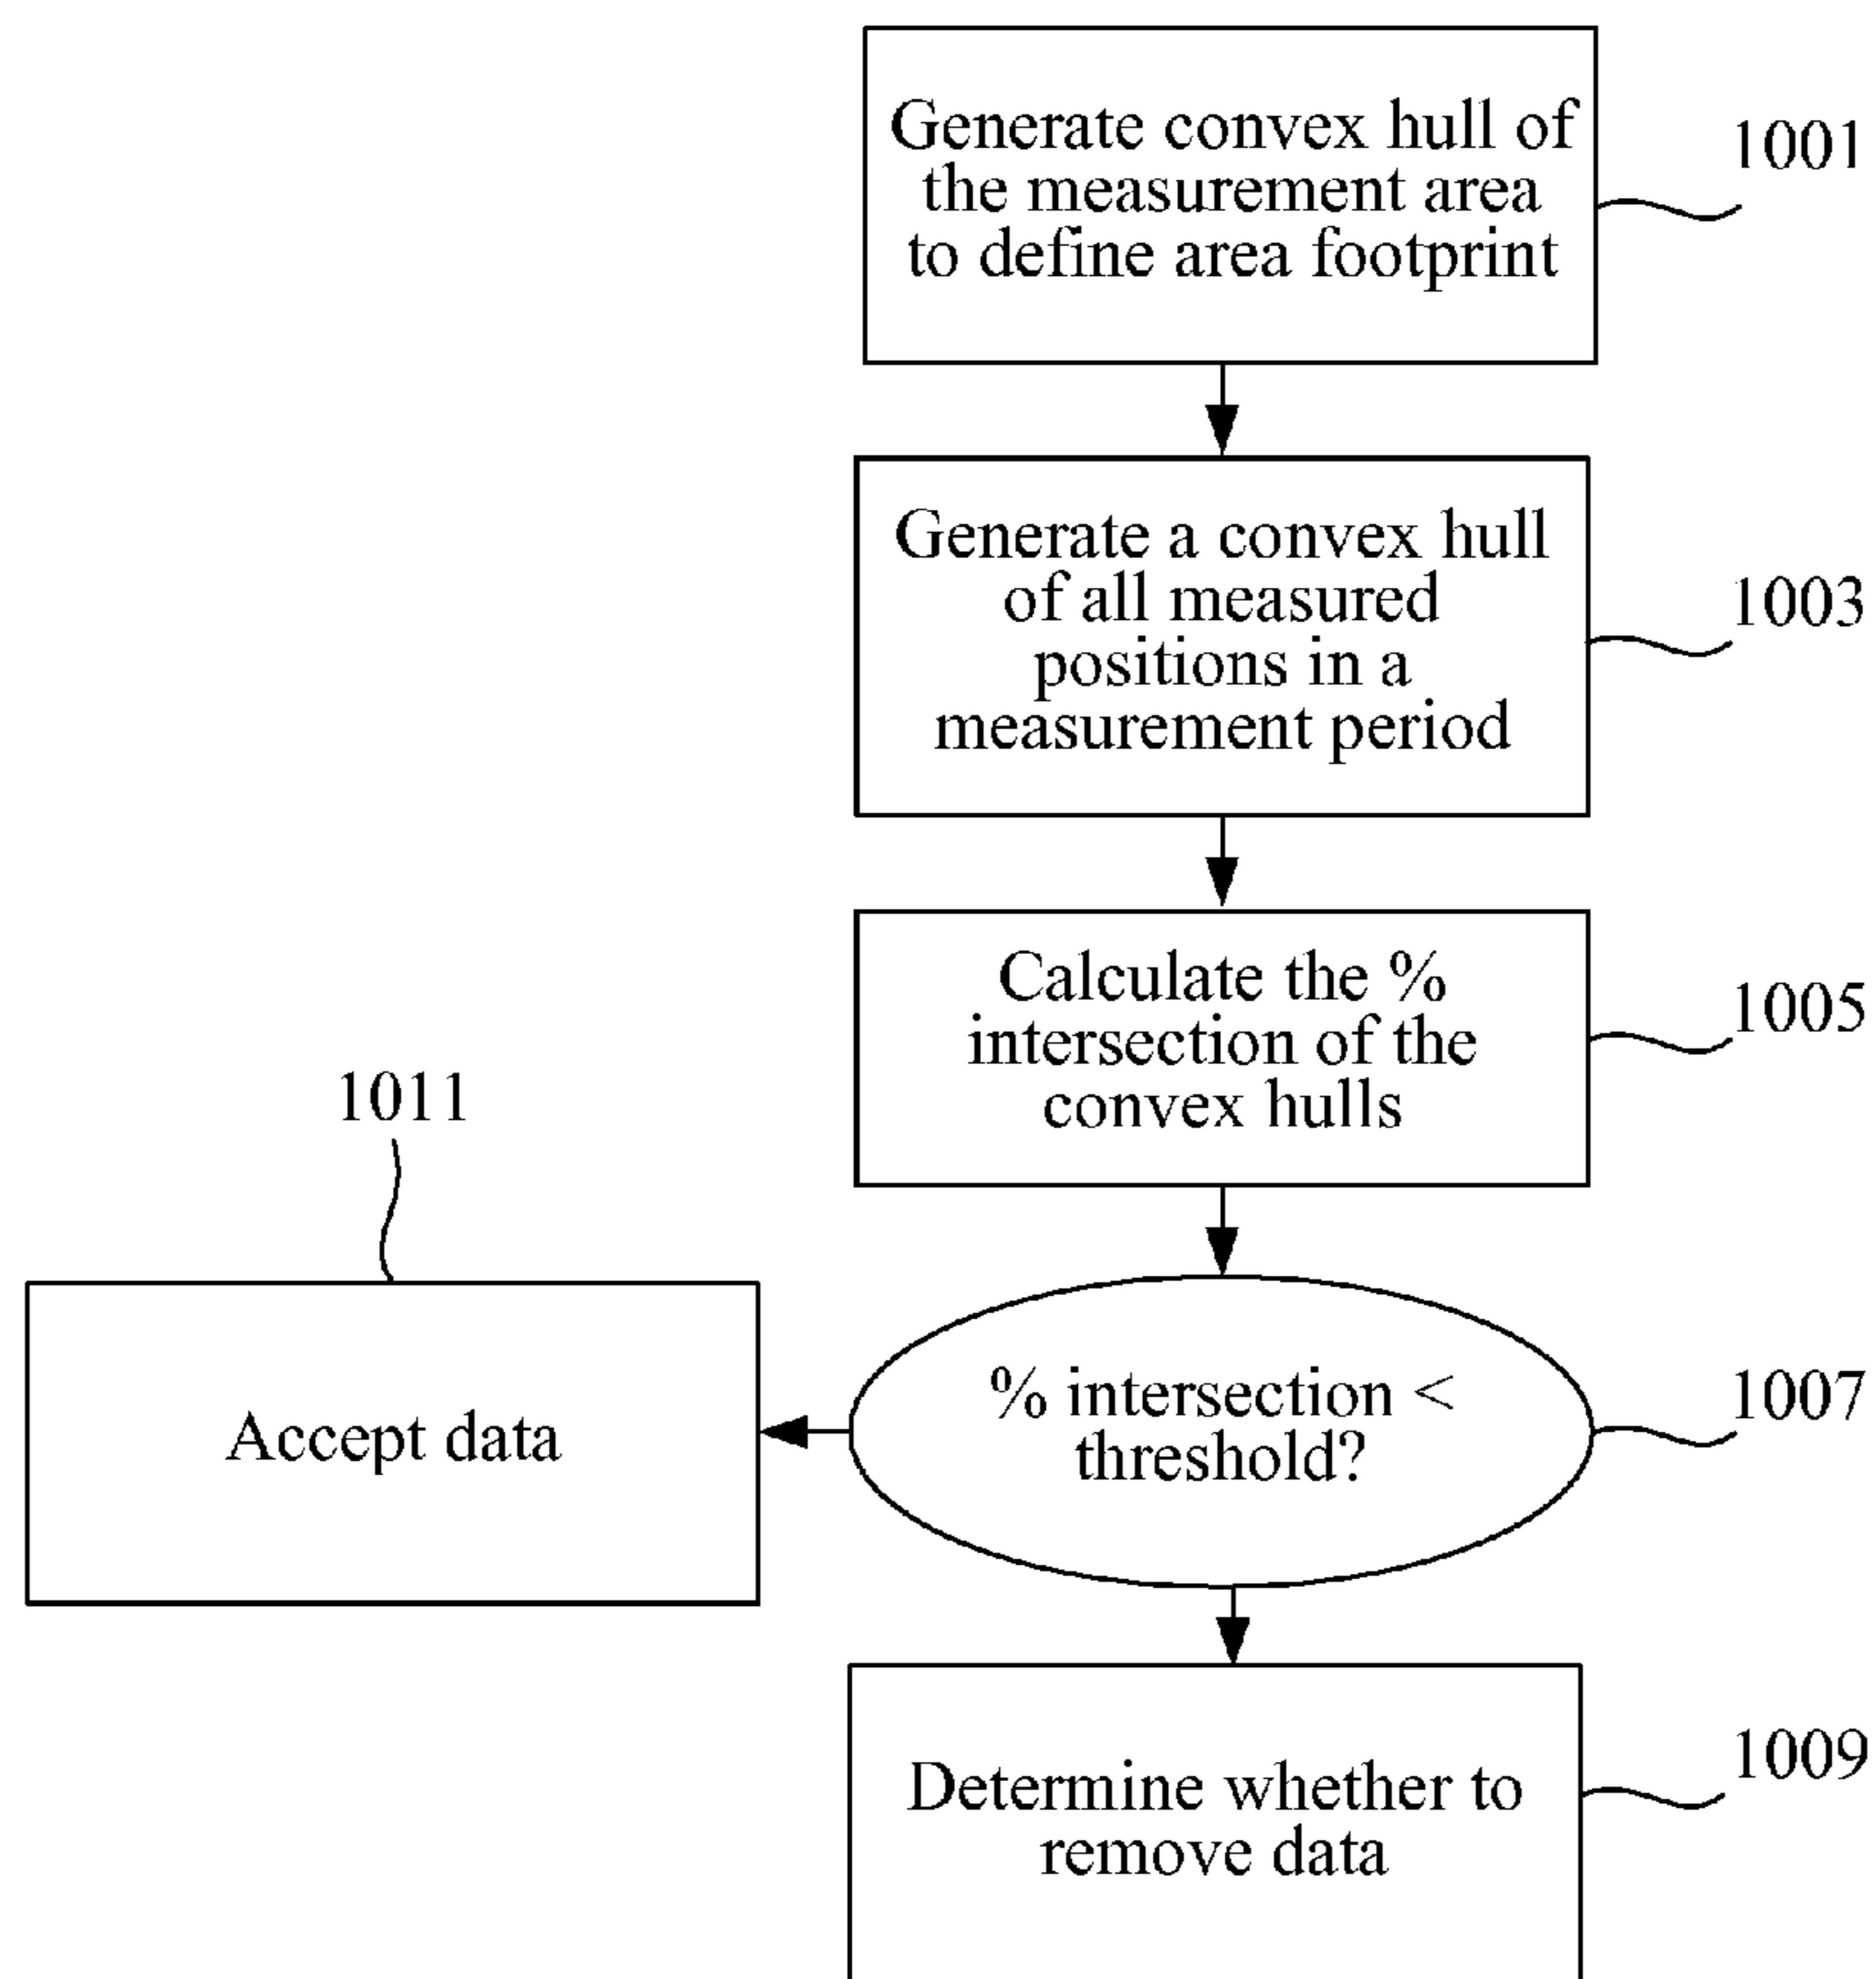 Generate convex hull of
the measurement area
to define area footprint
1001
Generate a convex hull
of all measured
positions in a
measurement period
1003
Calculate the %
intersection of the
convex hulls
1005
1011
Accept data
% intersection <
threshold?
1007
Determine whether to
remove data
1009